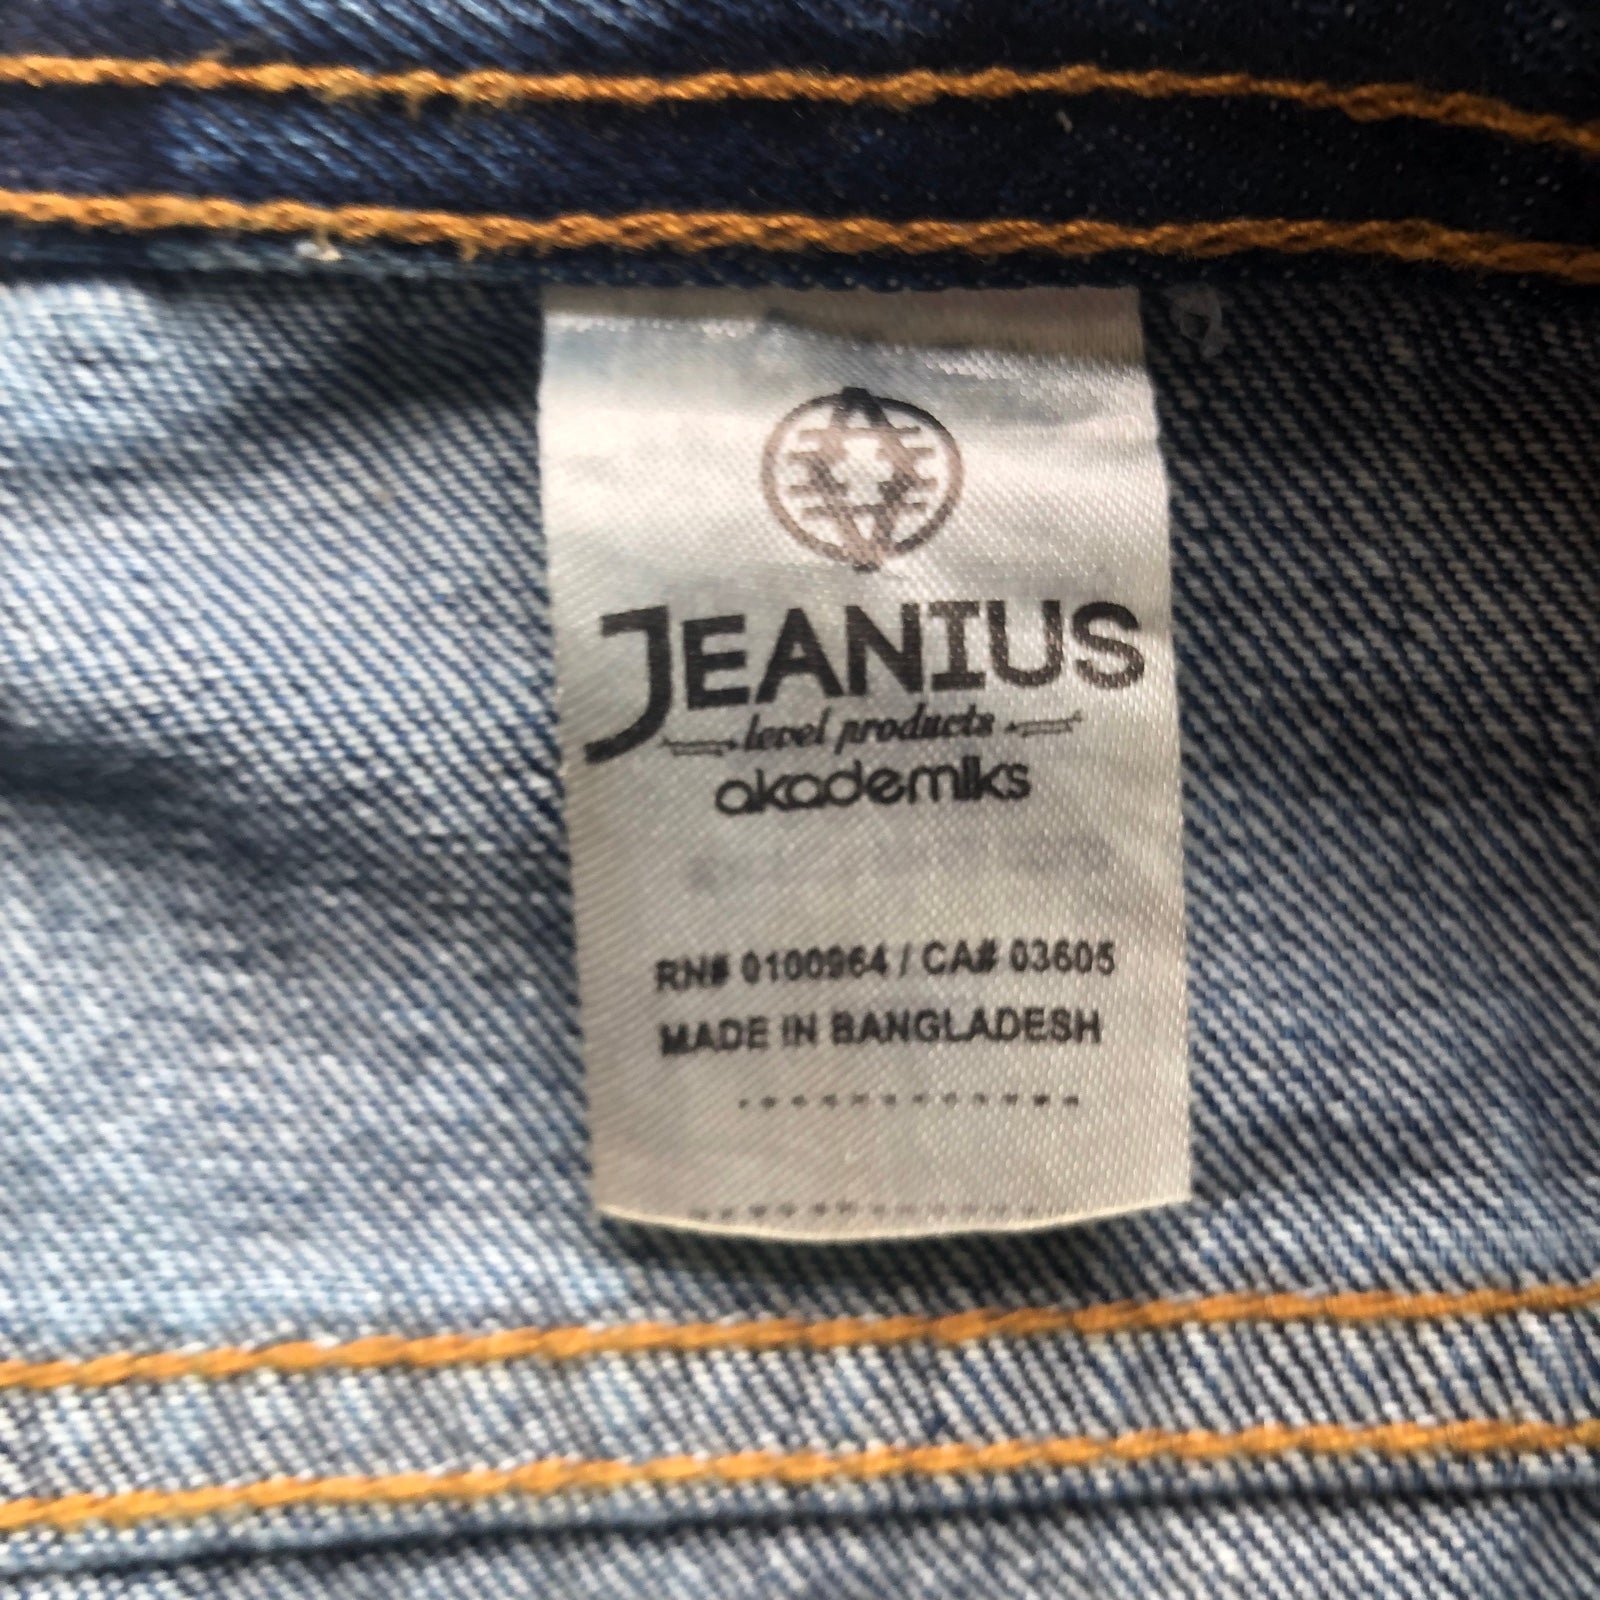 JEANIUS
level products
akademiks
RN# 0100964 / CA# 03605
MADE IN BANGLADESH